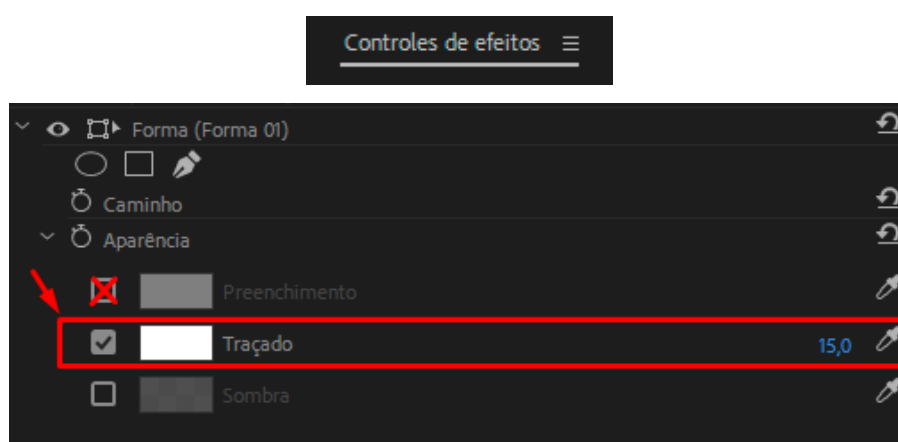 Controles de efeitos
Forma (Forma 01)
Caminho
Aparência
Preenchimento
Traçado 15,0
Sombra